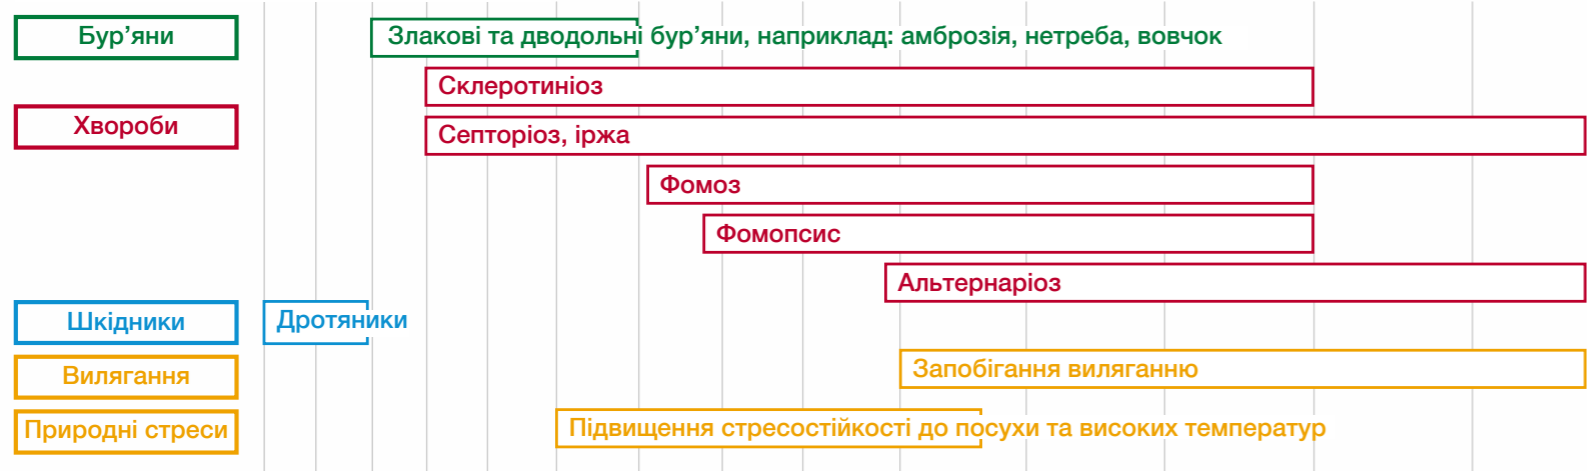 Бур’яни
Злакові та дводольні бур’яни, наприклад: амброзія, нетреба, вовчок
Склеротиніоз
Хвороби
Септоріоз, іржа
Фомоз
Фомопсис
Альтернаріоз
Шкідники
Дротяники
Вилягання
Запобігання виляганню
Природні стреси
Підвищення стресостійкості до посухи та високих температур